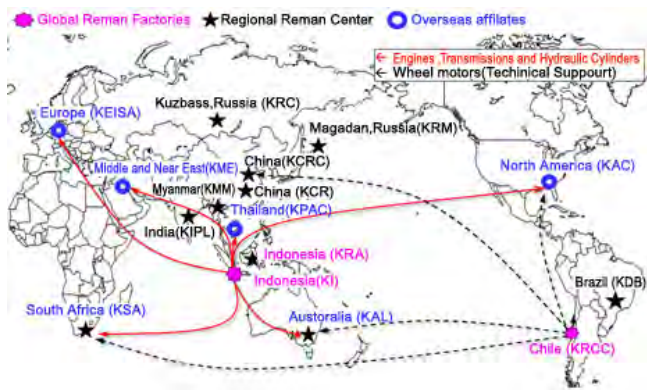 Global Reman Factories
Regional Reman Center
Overseas affilates
Engines ,Transmissions and Hydraulic Cylinders
Wheel motors(Techinical Suppourt)
Kuzbass,Russia (KRC)
Europe (KEISA)
Magadan,Russia(KRM)
China(KCRC)
North America (KAC)
Middle and Near East(KME)
Myanmar(KMM)
China (KCR)
Thailand(KPAC)
India(KIPL)
Indonesia (KRA)
Indonesia(KI)
Brazil (KDB)
South Africa (KSA)
Austoralia (KAL)
Chile (KRCC)